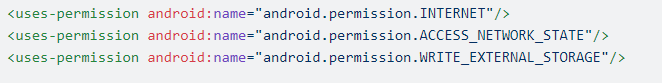 <uses-permission android:name="android.permission.INTERNET"/>
<uses-permission android:name="android.permission.ACCESS_NETWORK_STATE"/>
<uses-permission android:name="android.permission.WRITE_EXTERNAL_STORAGE"/>